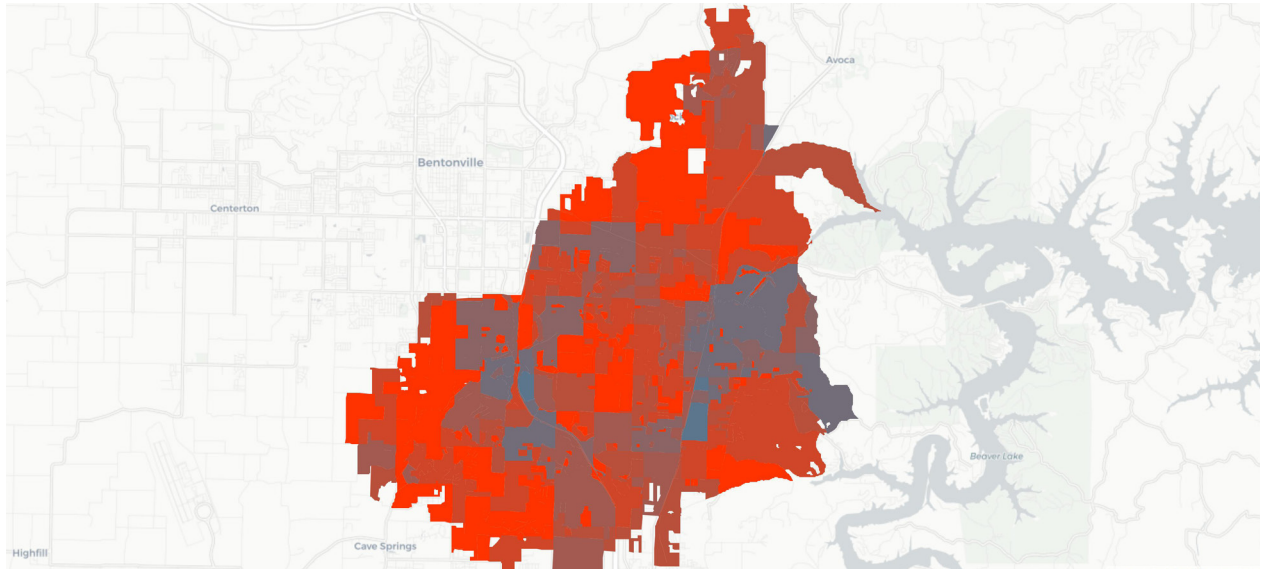 Avoca
Bentonville
Centerton
Beaver Lake
Cave Springs
Highfill